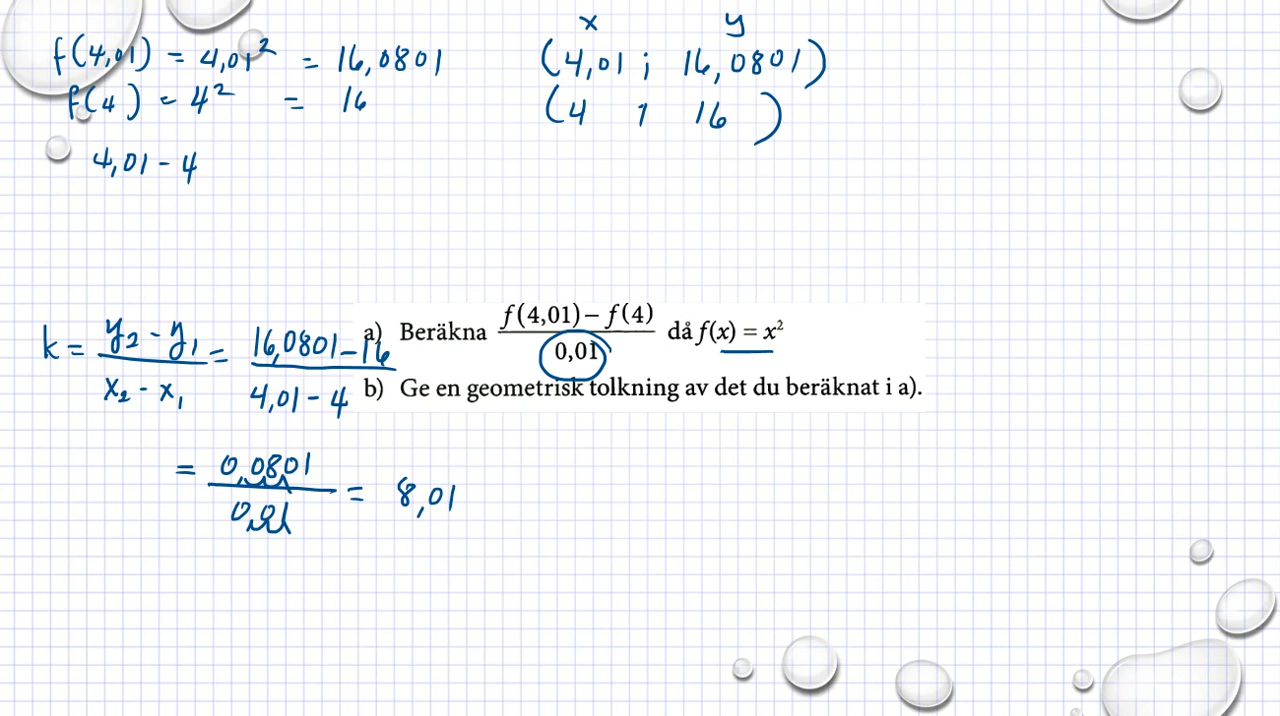 x y
f(4,01) = 4,01² = 16,0801 (4,01 ; 16,0801)
f(4) = 4² = 16 (4 , 16)
4,01 - 4
k = (y₂ - y₁)/(x₂ - x₁) = (16,0801 - 16)/(4,01 - 4)
a) Beräkna (f(4,01) − f(4))/0,01 då f(x) = x²
b) Ge en geometrisk tolkning av det du beräknat i a).
= 0,0801/0,01 = 8,01